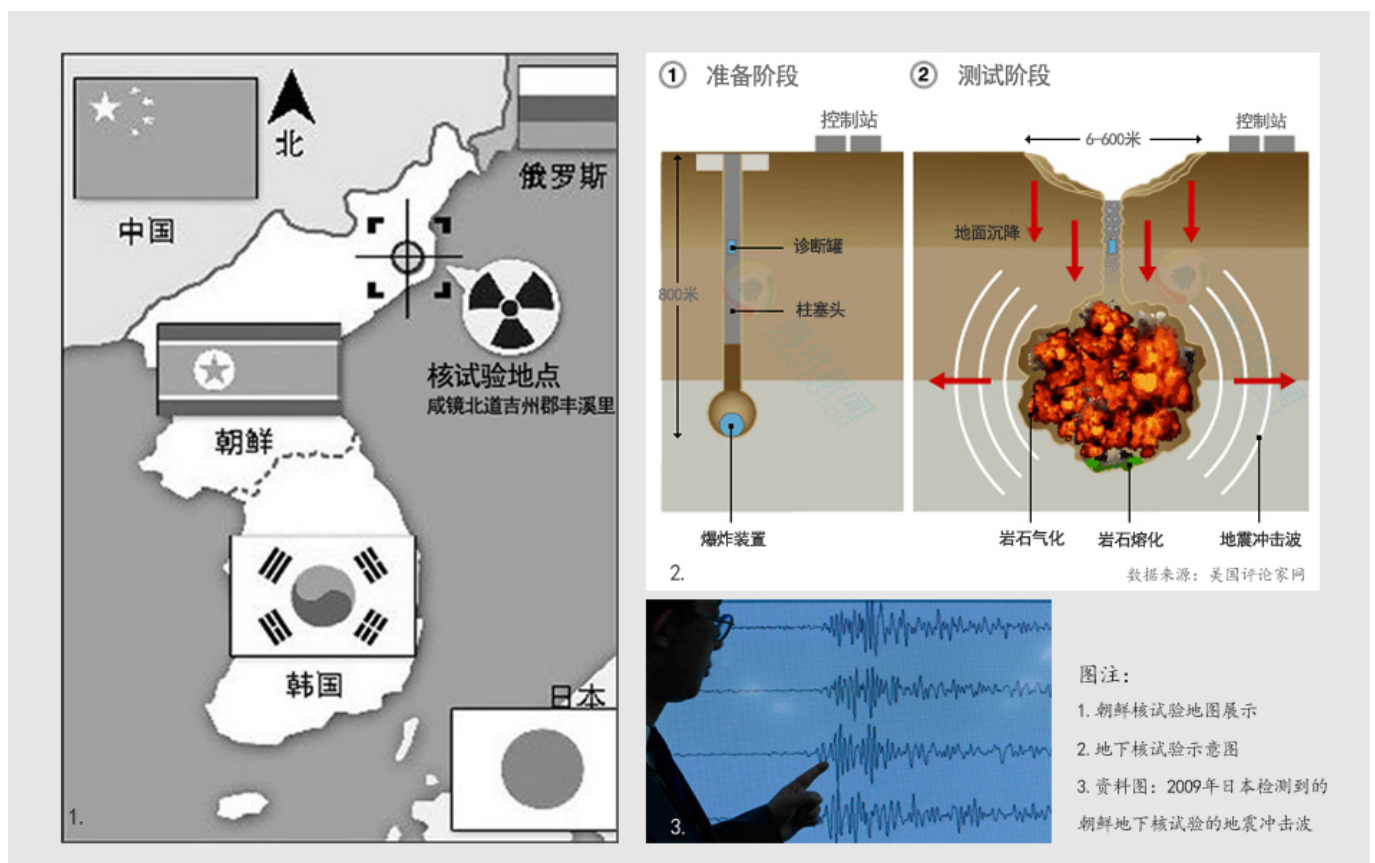 北
中国
俄罗斯
核试验地点
咸镜北道吉州郡丰溪里
朝鲜
韩国
日本
1.
① 准备阶段
控制站
800米
诊断罐
柱塞头
爆炸装置
② 测试阶段
6-600米
控制站
地面沉降
岩石气化
岩石熔化
地震冲击波
2.
数据来源：美国评论家网
3.
图注：
1.朝鲜核试验地图展示
2.地下核试验示意图
3.资料图：2009年日本检测到的
朝鲜地下核试验的地震冲击波